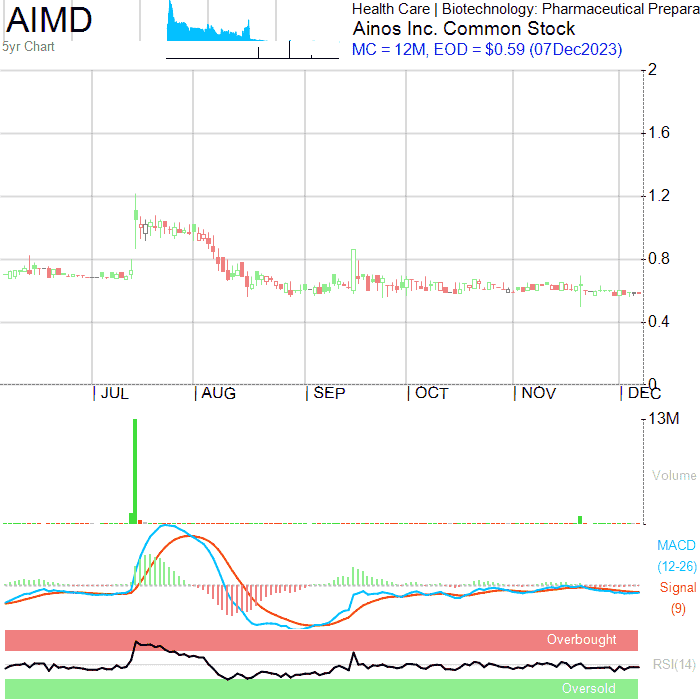 AIMD
5yr Chart
Health Care | Biotechnology: Pharmaceutical Prepara
Ainos Inc. Common Stock
MC = 12M, EOD = $0.59 (07Dec2023)
2
1.6
1.2
0.8
0.4
0
JUL AUG SEP OCT NOV DEC
13M
Volume
MACD
(12-26)
Signal
(9)
Overbought
RSI(14)
Oversold